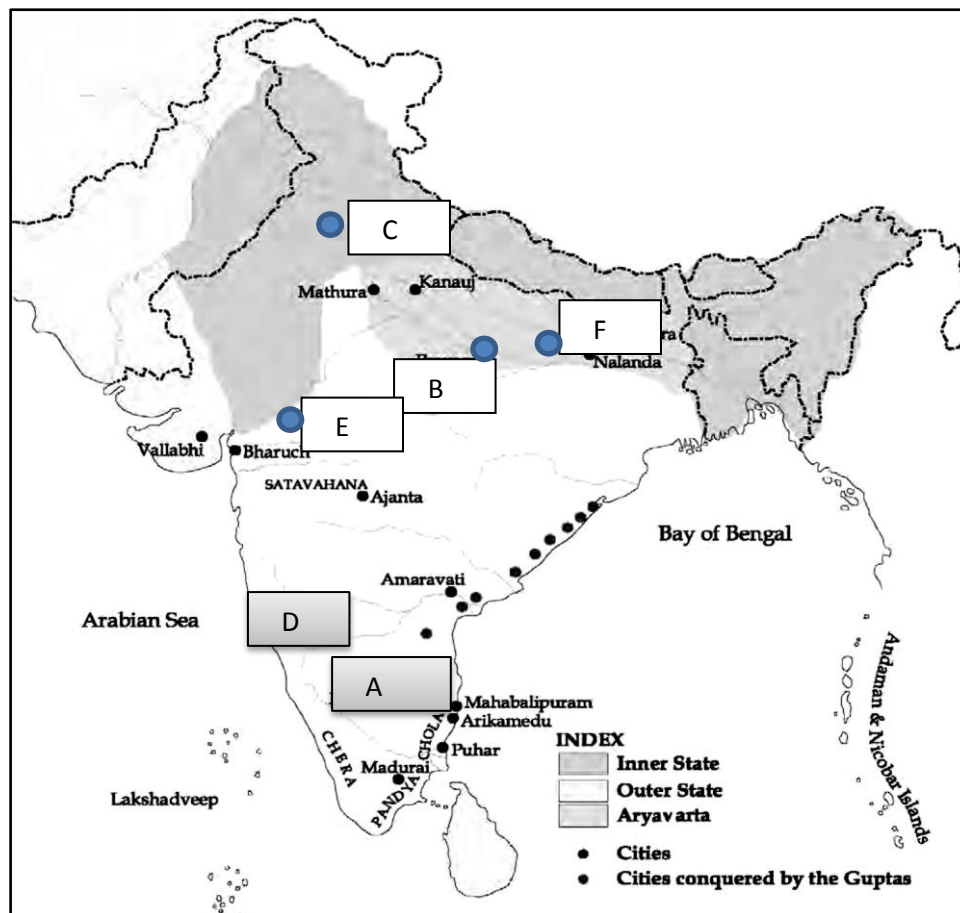 C
Mathura
Kanauj
F
ra
Nalanda
B
E
Vallabhi
Bharuch
SATAVAHANA
Ajanta
Bay of Bengal
Amaravati
Arabian Sea
D
A
Mahabalipuram
Arikamedu
CHOLA
Puhar
CHERA
Madurai
PANDYA
Lakshadveep
Andaman & Nicobar Islands
INDEX
Inner State
Outer State
Aryavarta
Cities
Cities conquered by the Guptas